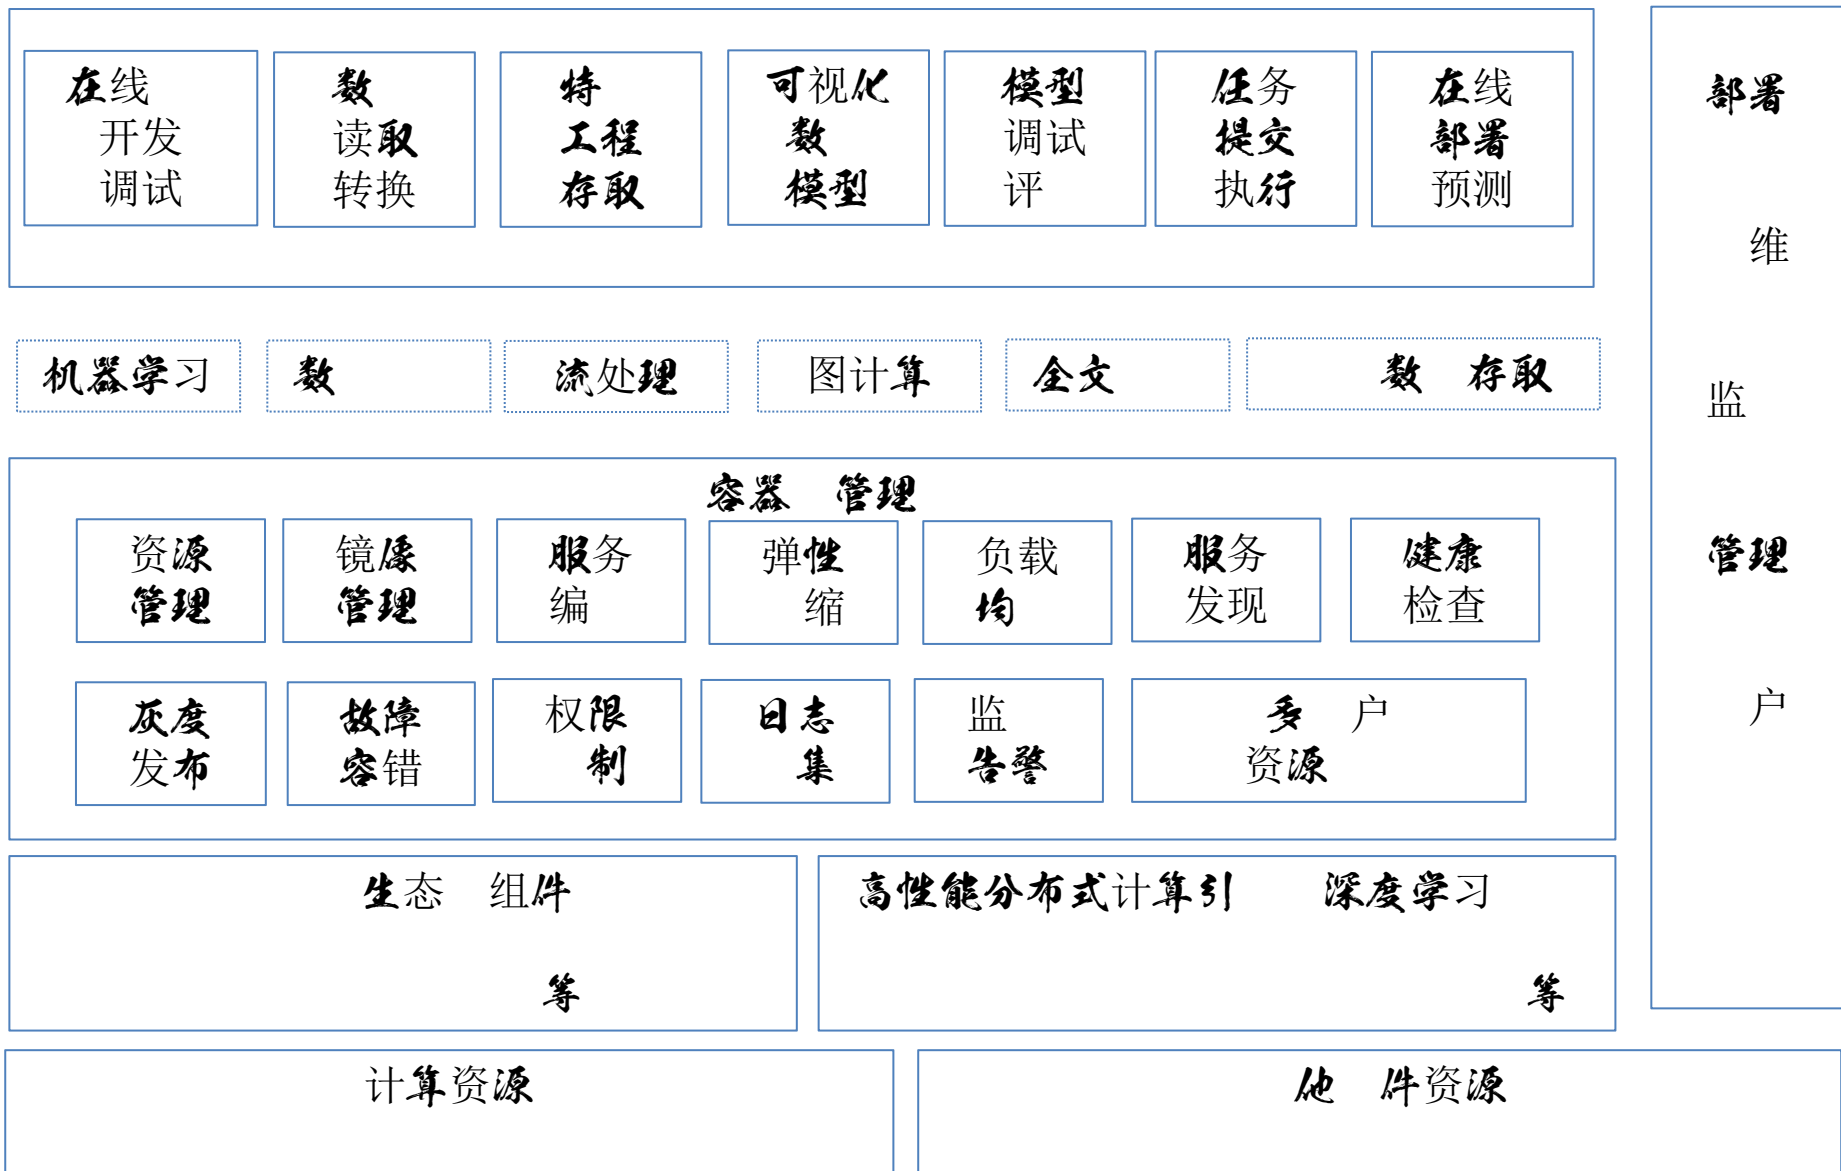 在线
开发
调试
数
读取
转换
特
工程
存取
可视化
数
模型
模型
调试
评
任务
提交
执行
在线
部署
预测
机器学习
数
流处理
图计算
全文
数 存取
容器 管理
资源
管理
镜像
管理
服务
编
弹性
缩
负载
均
服务
发现
健康
检查
灰度
发布
故障
容错
权限
制
日志
集
监
告警
多 户
资源
生态 组件
等
高性能分布式计算引 深度学习
等
计算资源
他 件资源
部署
维
监
管理
户